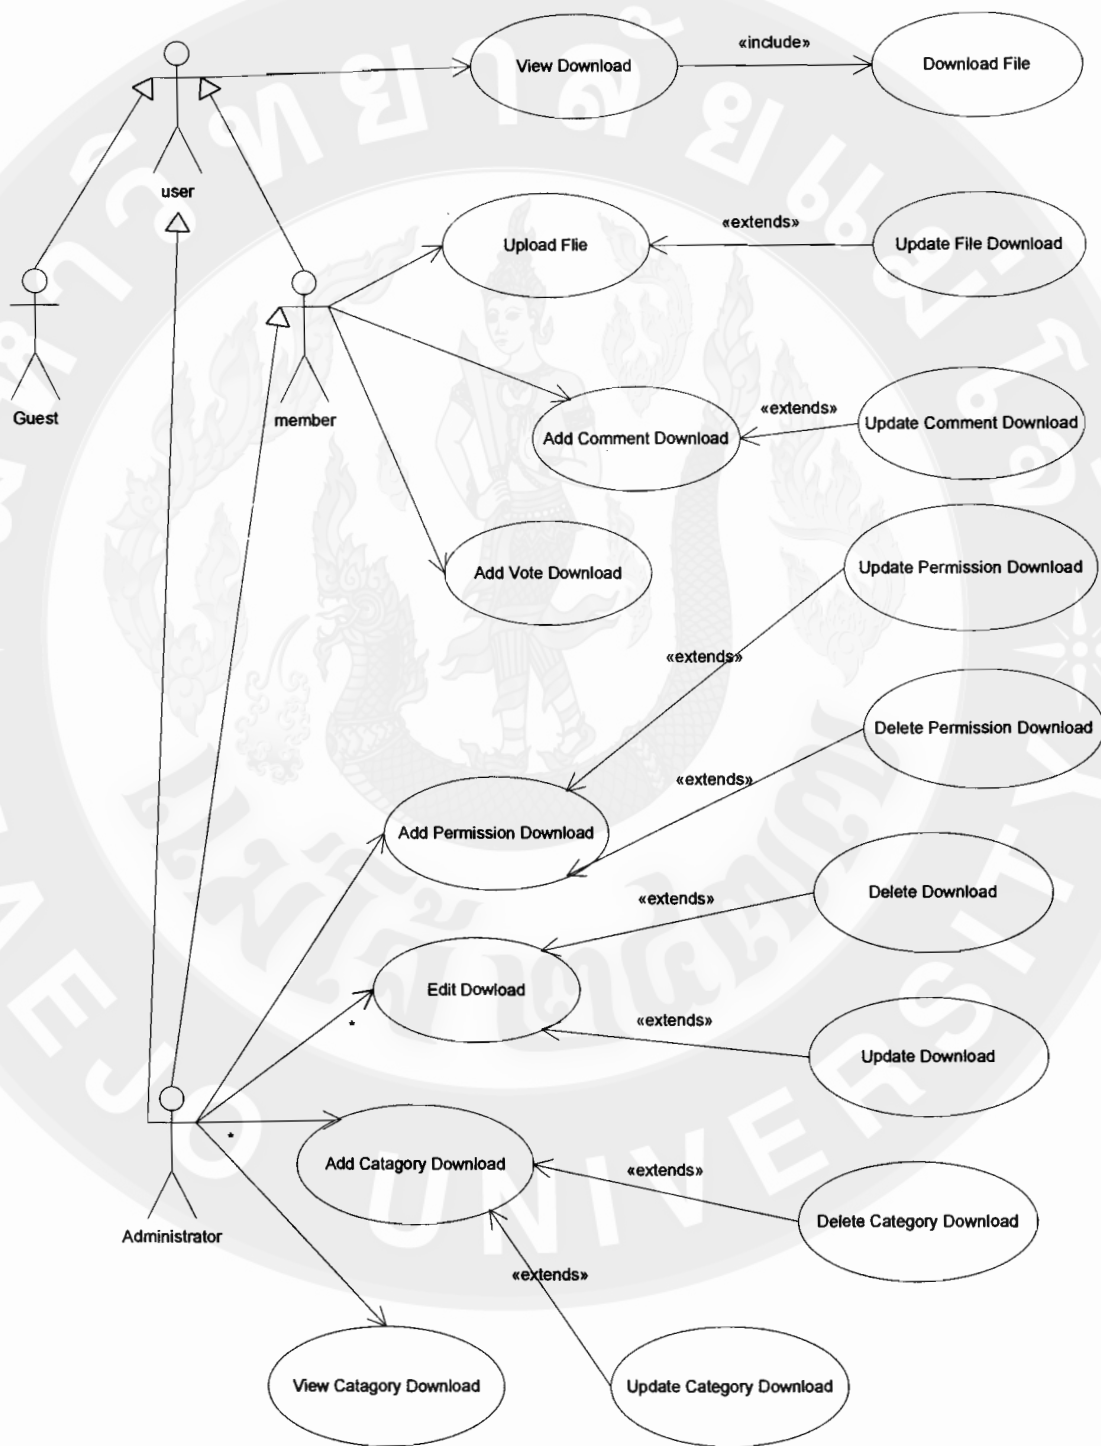 «include»
View Download
Download File
user
Upload Flie
«extends»
Update File Download
Guest
member
Add Comment Download
«extends»
Update Comment Download
Add Vote Download
Update Permission Download
«extends»
Delete Permission Download
«extends»
Add Permission Download
Delete Download
«extends»
Edit Dowload
*
«extends»
Update Download
*
Add Catagory Download
«extends»
Delete Category Download
Administrator
«extends»
View Catagory Download
Update Category Download
UNIVERSITY